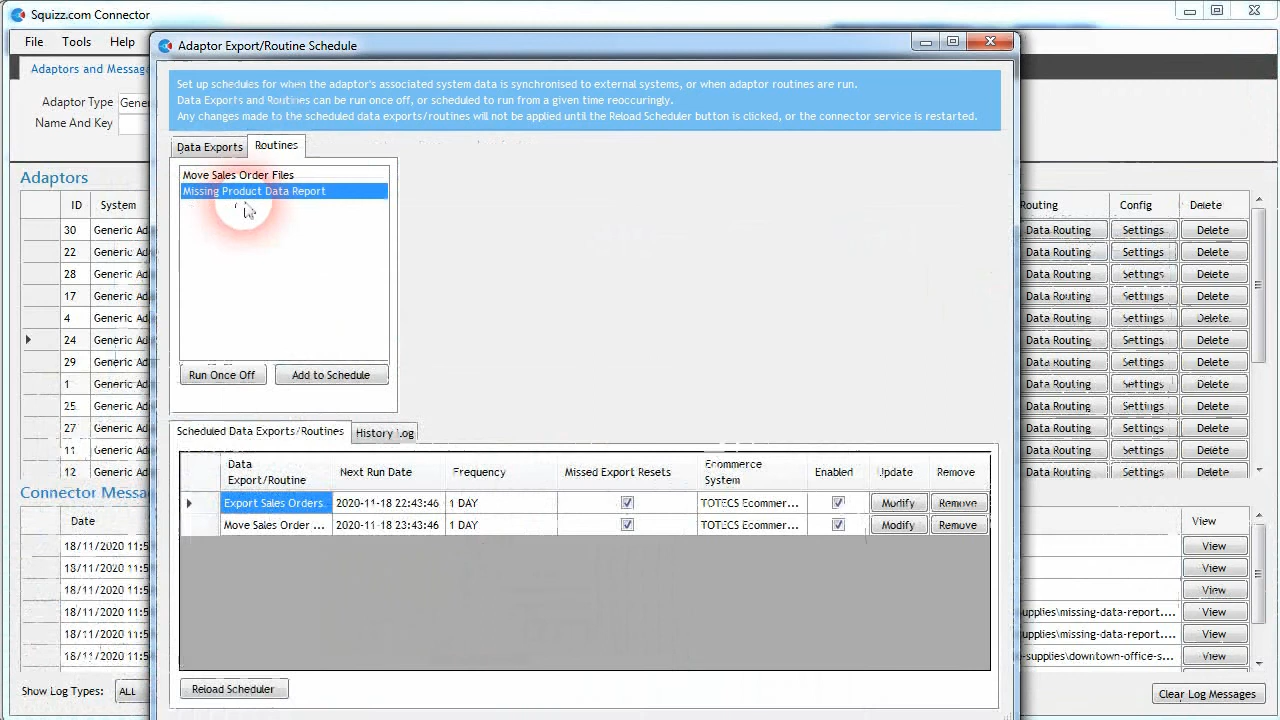 Squizz.com Connector
File Tools Help
Adaptor Export/Routine Schedule
Adaptors and Messag
Adaptor Type Gener
Name And Key
Set up schedules for when the adaptor's associated system data is synchronised to external systems, or when adaptor routines are run.
Data Exports and Routines can be run once off, or scheduled to run from a given time reoccuringly.
Any changes made to the scheduled data exports/routines will not be applied until the Reload Scheduler button is clicked, or the connector service is restarted.
Data Exports Routines
Move Sales Order Files
Missing Product Data Report
Run Once Off Add to Schedule
Adaptors
ID System Routing Config Delete
30 Generic Ad Data Routing Settings Delete
22 Generic Ad Data Routing Settings Delete
28 Generic Ad Data Routing Settings Delete
17 Generic Ad Data Routing Settings Delete
4 Generic Ad Data Routing Settings Delete
24 Generic Ad Data Routing Settings Delete
29 Generic Ad Data Routing Settings Delete
1 Generic Ad Data Routing Settings Delete
25 Generic Ad Data Routing Settings Delete
27 Generic Ad Data Routing Settings Delete
11 Generic Ad Data Routing Settings Delete
12 Generic Ad Data Routing Settings Delete
Scheduled Data Exports/Routines History Log
Data Export/Routine Next Run Date Frequency Missed Export Resets Ecommerce System Enabled Update Remove
Export Sales Orders 2020-11-18 22:43:46 1 DAY TOTECS Ecommer... Modify Remove
Move Sales Order ... 2020-11-18 23:43:46 1 DAY TOTECS Ecommer... Modify Remove
Reload Scheduler
Connector Messa
Date View
18/11/2020 11:5 View
18/11/2020 11:5 View
18/11/2020 11:5 View
18/11/2020 11:5 supplies\missing-data-report.... View
18/11/2020 11:5 supplies\missing-data-report.... View
18/11/2020 11:5 -supplies\downtown-office-s... View
Show Log Types: ALL Clear Log Messages